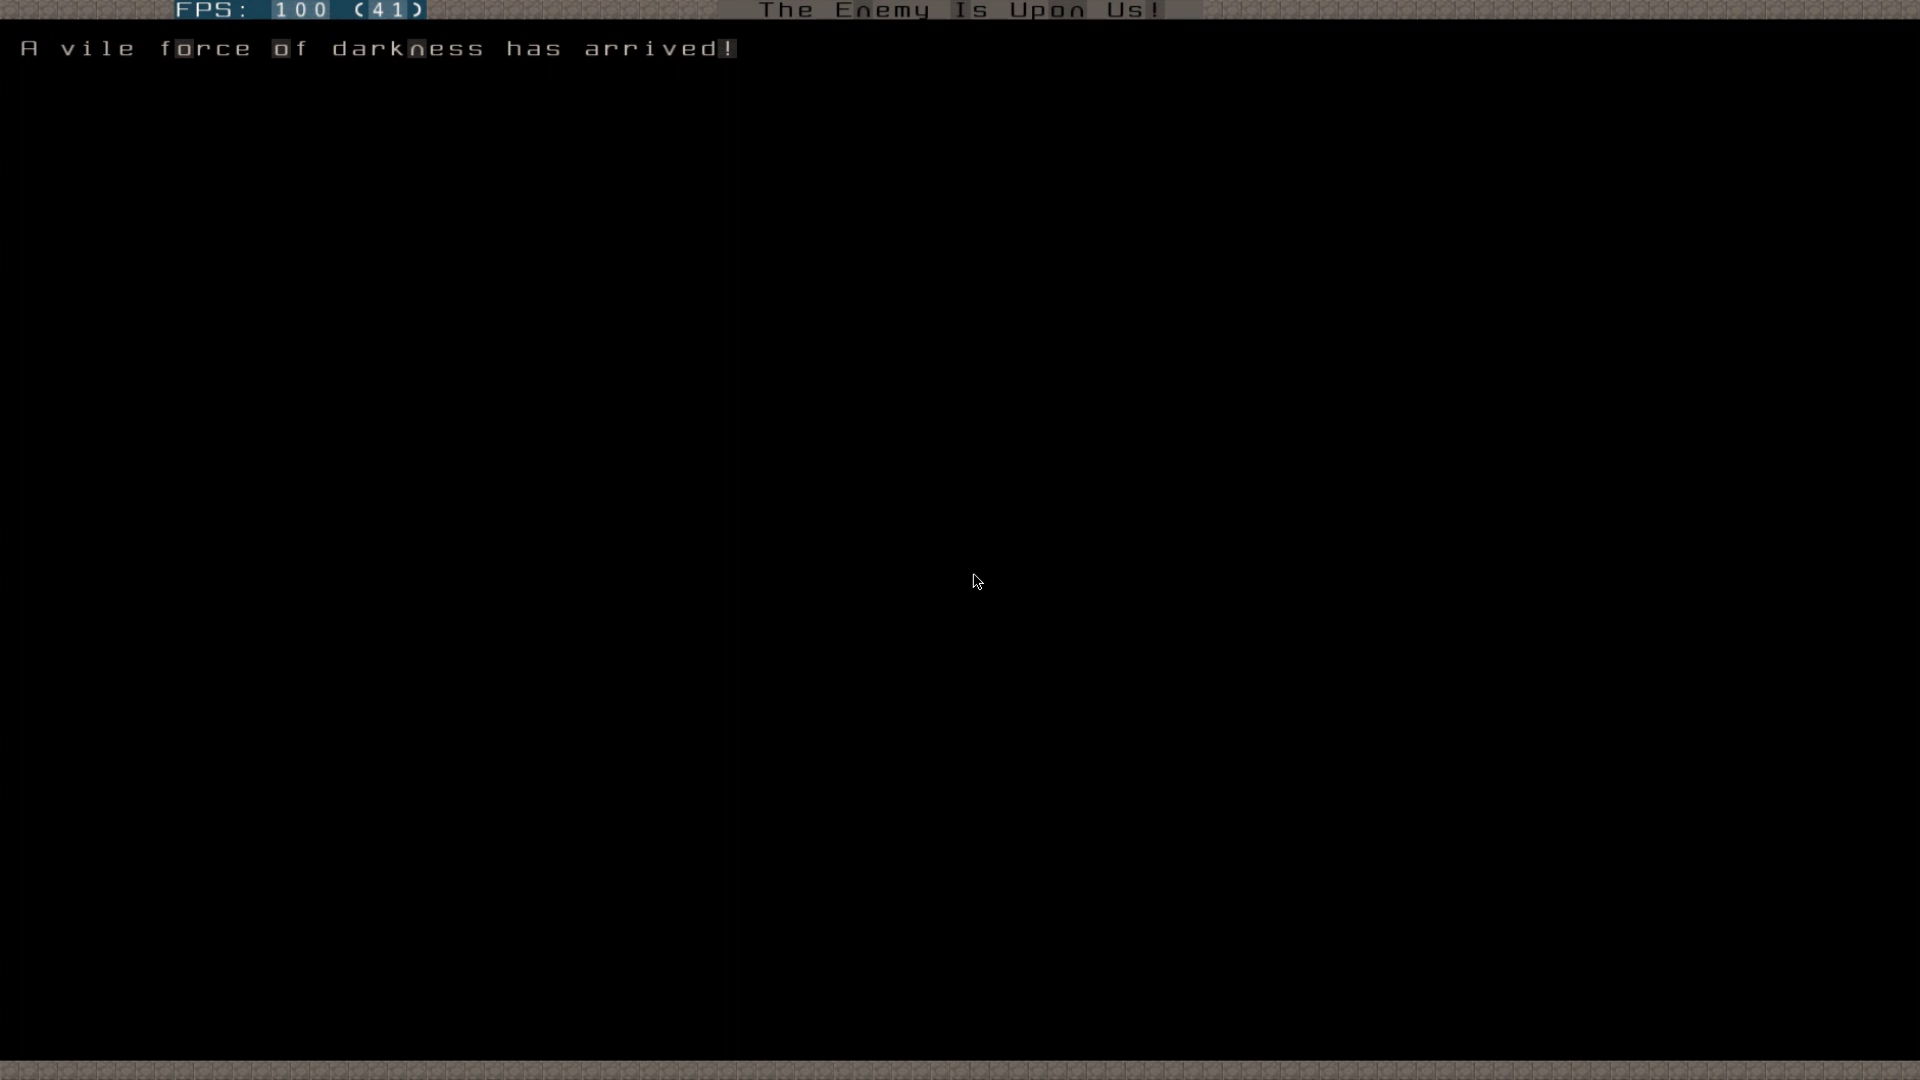 FPS: 100 (41)
The Enemy Is Upon Us!
A vile force of darkness has arrived!